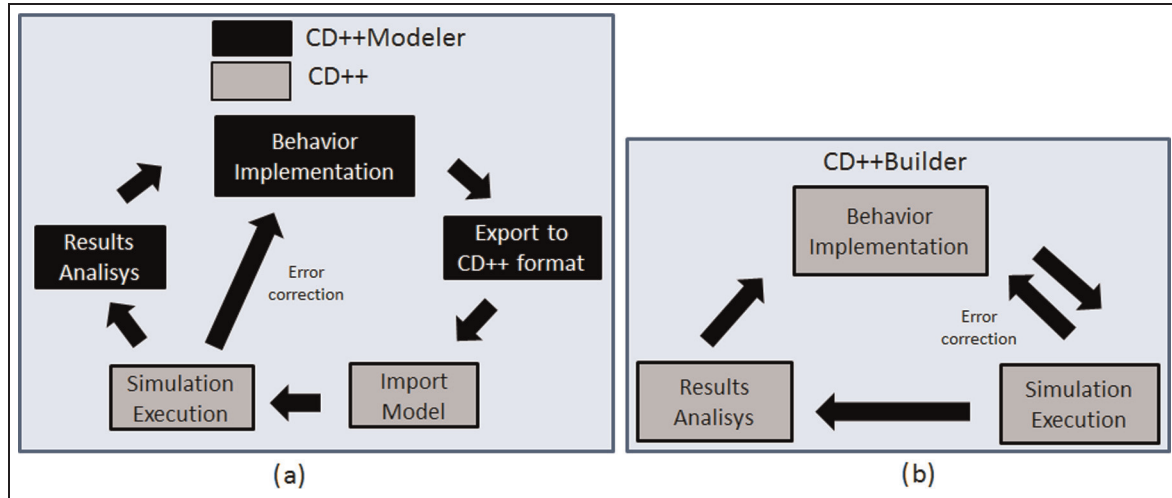 CD++Modeler
CD++
Behavior
Implementation
Export to
CD++ format
Import
Model
Simulation
Execution
Results
Analisys
Error
correction
(a)
CD++Builder
Behavior
Implementation
Error
correction
Simulation
Execution
Results
Analisys
(b)